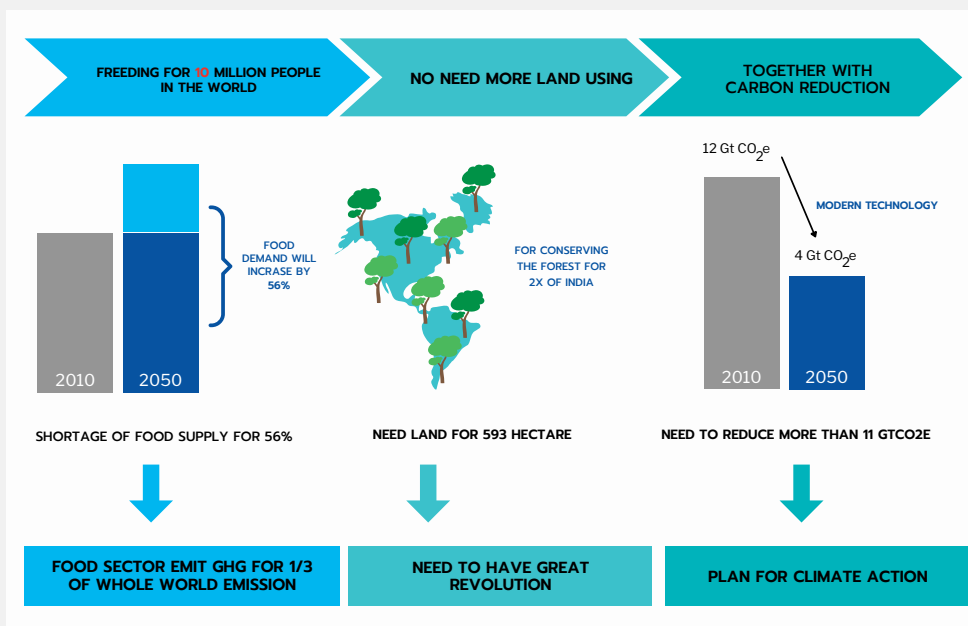 FREEDING FOR 10 MILLION PEOPLE
IN THE WORLD
NO NEED MORE LAND USING
TOGETHER WITH
CARBON REDUCTION
2010
2050
FOOD
DEMAND WILL
INCRASE BY
56%
FOR CONSERVING
THE FOREST FOR
2X OF INDIA
12 Gt CO2e
MODERN TECHNOLOGY
4 Gt CO2e
2010
2050
SHORTAGE OF FOOD SUPPLY FOR 56%
NEED LAND FOR 593 HECTARE
NEED TO REDUCE MORE THAN 11 GTCO2E
FOOD SECTOR EMIT GHG FOR 1/3
OF WHOLE WORLD EMISSION
NEED TO HAVE GREAT
REVOLUTION
PLAN FOR CLIMATE ACTION